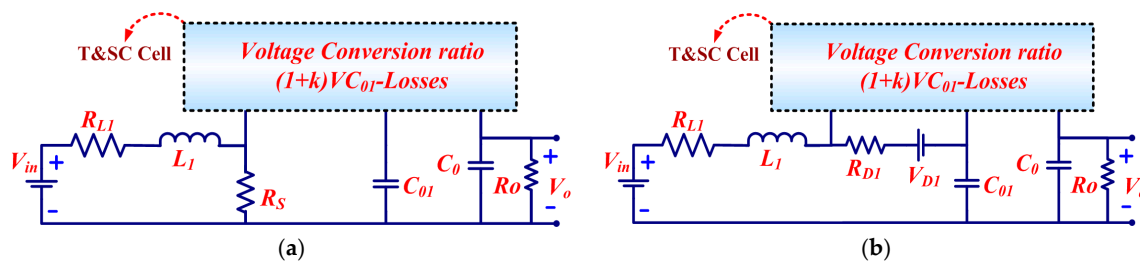 T&SC Cell
Voltage Conversion ratio
(1+k)VC01-Losses
RL1
L1
Vin
+
-
RS
C01
C0
Ro
+
Vo
-
(a)
T&SC Cell
Voltage Conversion ratio
(1+k)VC01-Losses
RL1
L1
Vin
+
-
RD1
VD1
C01
C0
Ro
+
V
-
(b)